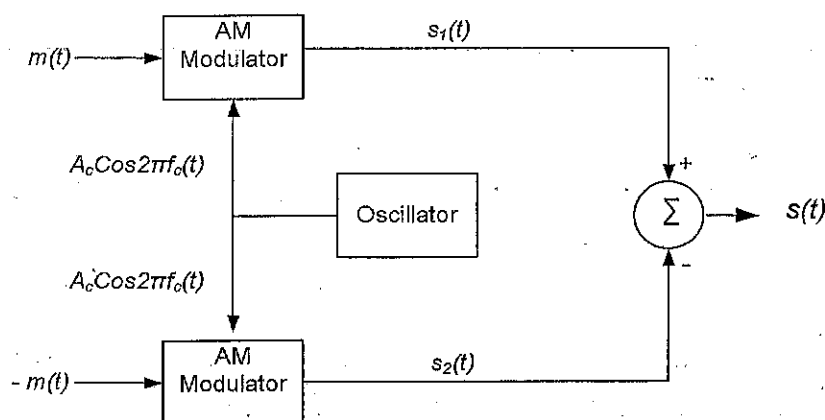 AM
Modulator
m(t)
s₁(t)
AcCos2πfc(t)
+
Oscillator
Σ
s(t)
AcCos2πfc(t)
-
AM
Modulator
- m(t)
s₂(t)